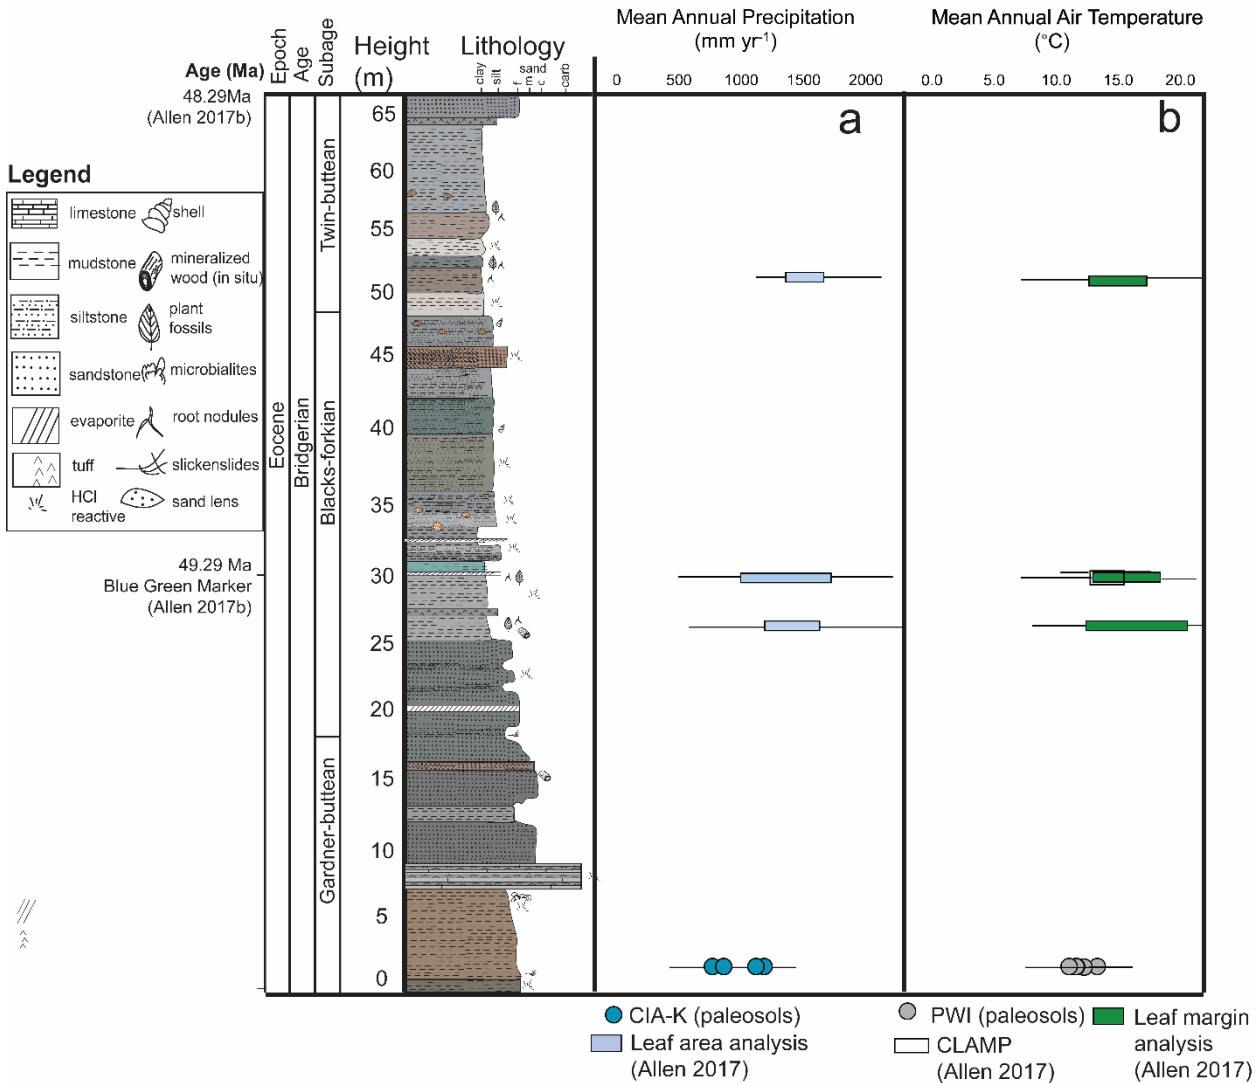 Mean Annual Precipitation
(mm yr-1)
Mean Annual Air Temperature
(°C)
Age (Ma)
Epoch
Age
Subage
Height
(m)
Lithology
clay
silt
f
sand
m
c
carb
0 500 1000 1500 2000
0.0 5.0 10.0 15.0 20.0
48.29Ma
(Allen 2017b)
a
b
Legend
limestone
shell
mudstone
mineralized
wood (in situ)
siltstone
plant
fossils
sandstone
microbialites
evaporite
root nodules
tuff
slickenslides
HCl
reactive
sand lens
49.29 Ma
Blue Green Marker
(Allen 2017b)
Eocene
Bridgerian
Twin-buttean
Blacks-forkian
Gardner-buttean
65
60
55
50
45
40
35
30
25
20
15
10
5
0
CIA-K (paleosols)
Leaf area analysis
(Allen 2017)
PWI (paleosols)
CLAMP
(Allen 2017)
Leaf margin
analysis
(Allen 2017)